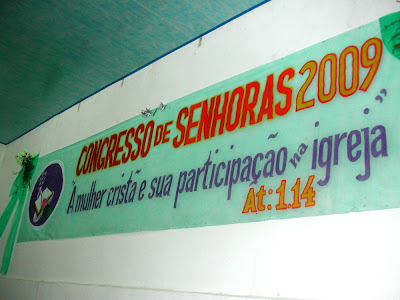 CONGRESSO DE SENHORAS 2009
"A mulher cristã e sua participação na igreja"
At: 1.14